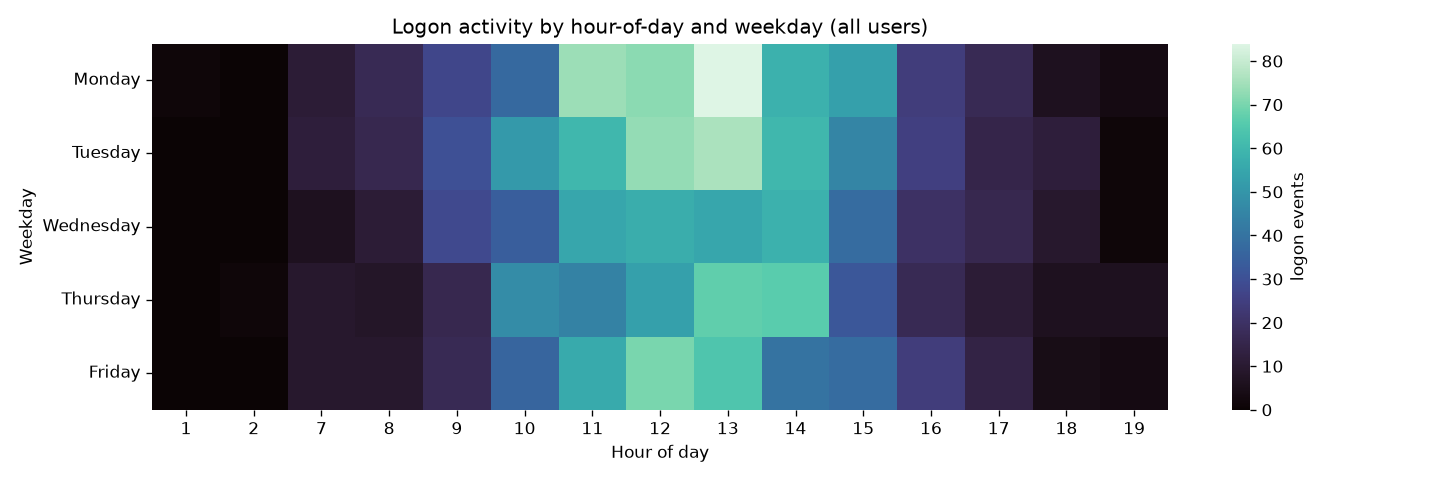 Logon activity by hour-of-day and weekday (all users)
Weekday
Monday
Tuesday
Wednesday
Thursday
Friday
1 2 7 8 9 10 11 12 13 14 15 16 17 18 19
Hour of day
80
70
60
50
40
30
20
10
0
logon events